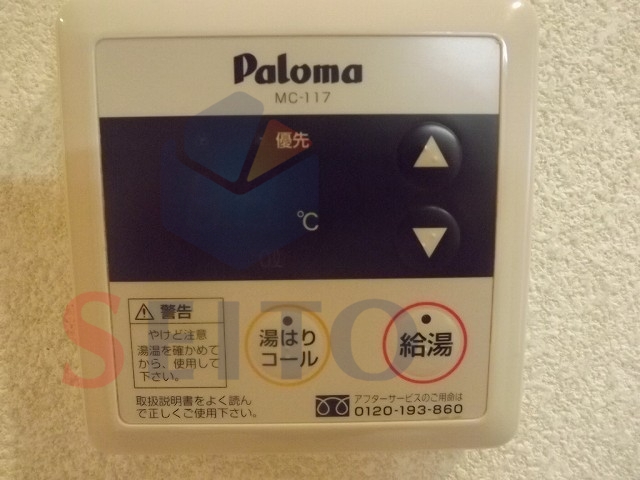 Paloma
MC-117
優先
℃
警告
やけど注意
湯温を確かめて
から、使用して
下さい。
湯はり
コール
給湯
SEITO
取扱説明書をよく読ん
で正しくご使用下さい。
アフターサービスのご用命は
0120-193-860